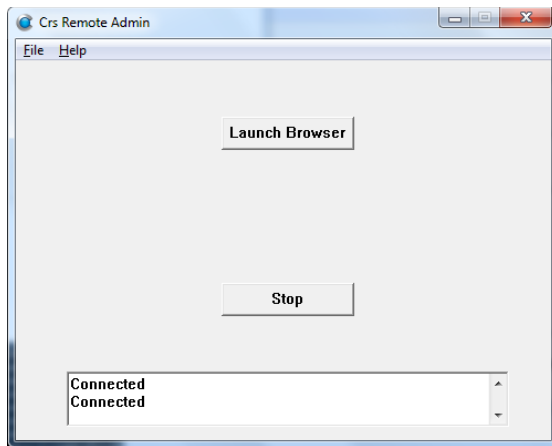 Crs Remote Admin
File Help
Launch Browser
Stop
Connected
Connected